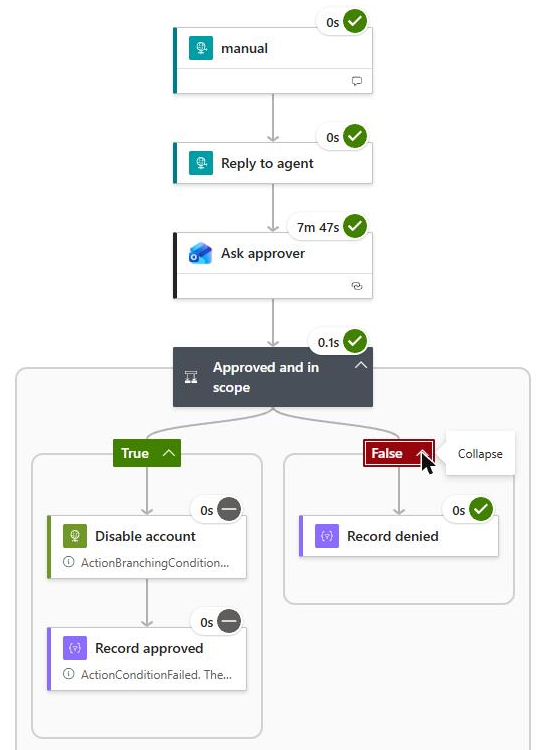 0s
manual
0s
Reply to agent
7m 47s
Ask approver
0.1s
Approved and in
scope
True
False
Collapse
0s
Disable account
ActionBranchingCondition...
0s
Record denied
0s
Record approved
ActionConditionFailed. The...